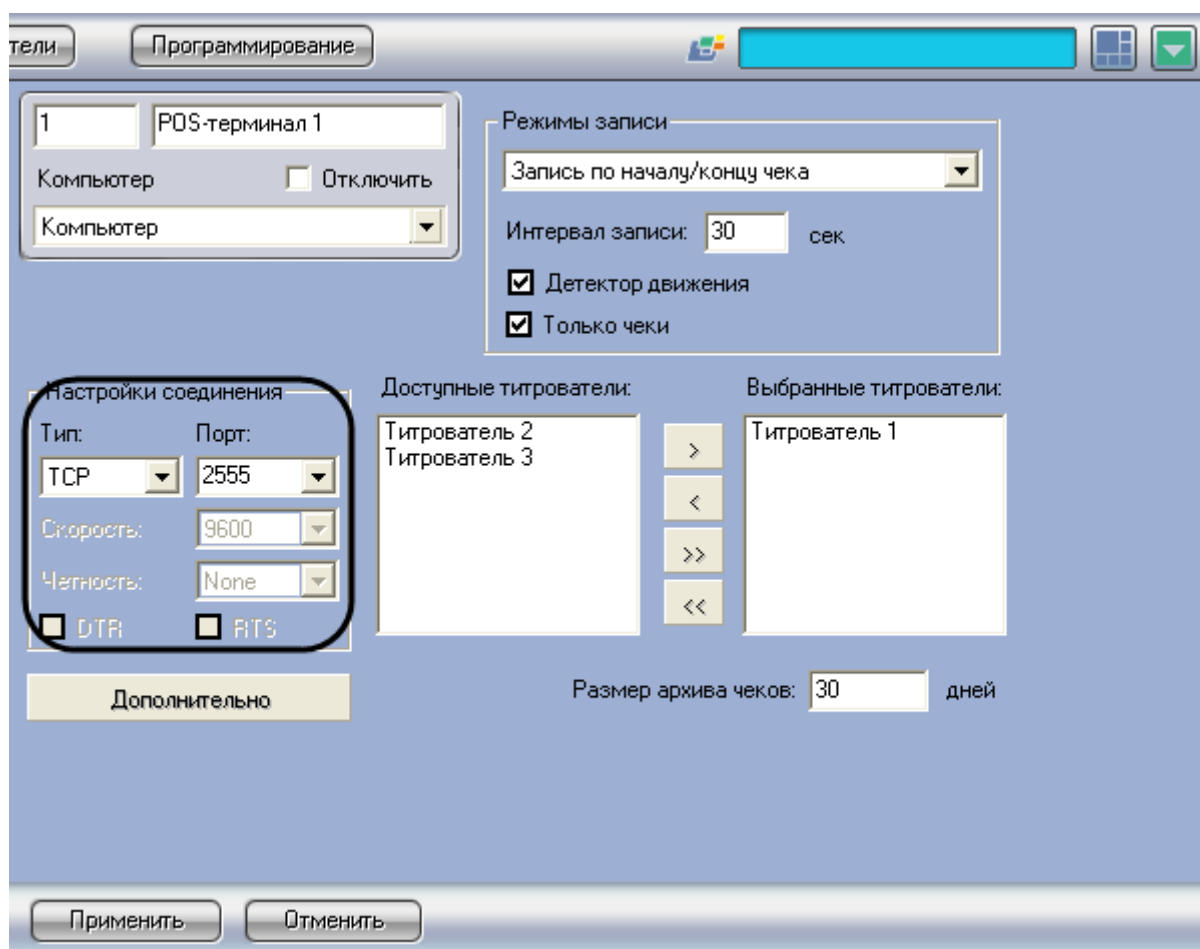 тели Программирование
1 POS-терминал 1
Компьютер Отключить
Компьютер
Режимы записи
Запись по началу/концу чека
Интервал записи: 30 сек
Детектор движения
Только чеки
Настройки соединения
Тип: Порт:
TCP 2555
Скорость: 9600
Четность: None
DTR RTS
Доступные титрователи:
Титрователь 2
Титрователь 3
>
<
>>
<<
Выбранные титрователи:
Титрователь 1
Дополнительно
Размер архива чеков: 30 дней
Применить Отменить